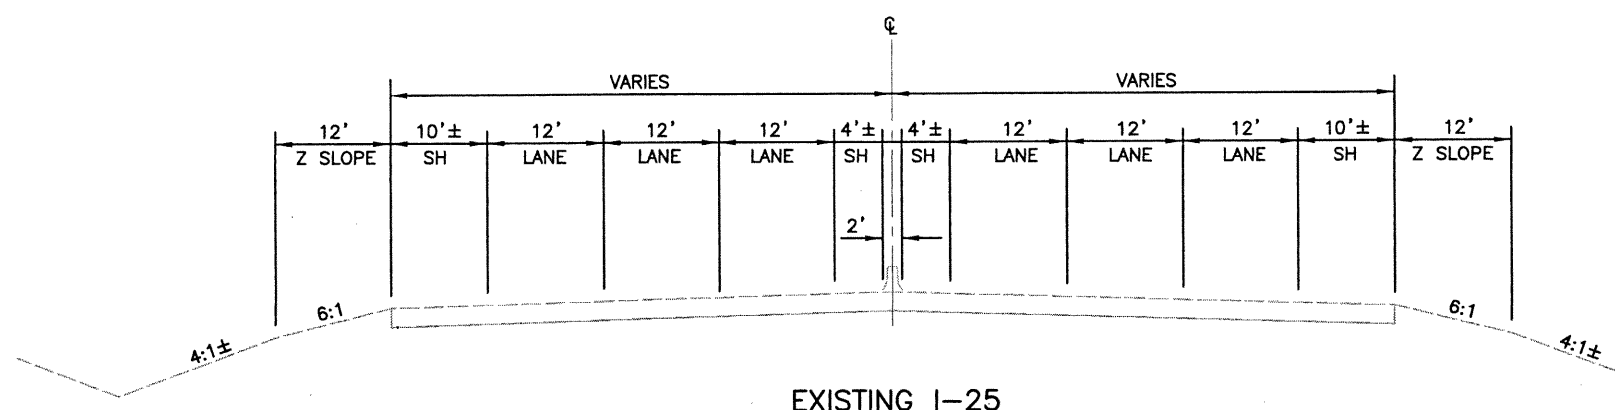 ℄
VARIES VARIES
12' 10'± 12' 12' 12' 4'± 4'± 12' 12' 12' 10'± 12'
Z SLOPE SH LANE LANE LANE SH SH LANE LANE LANE SH Z SLOPE
2'
6:1 6:1
4:1± 4:1±
EXISTING I-25